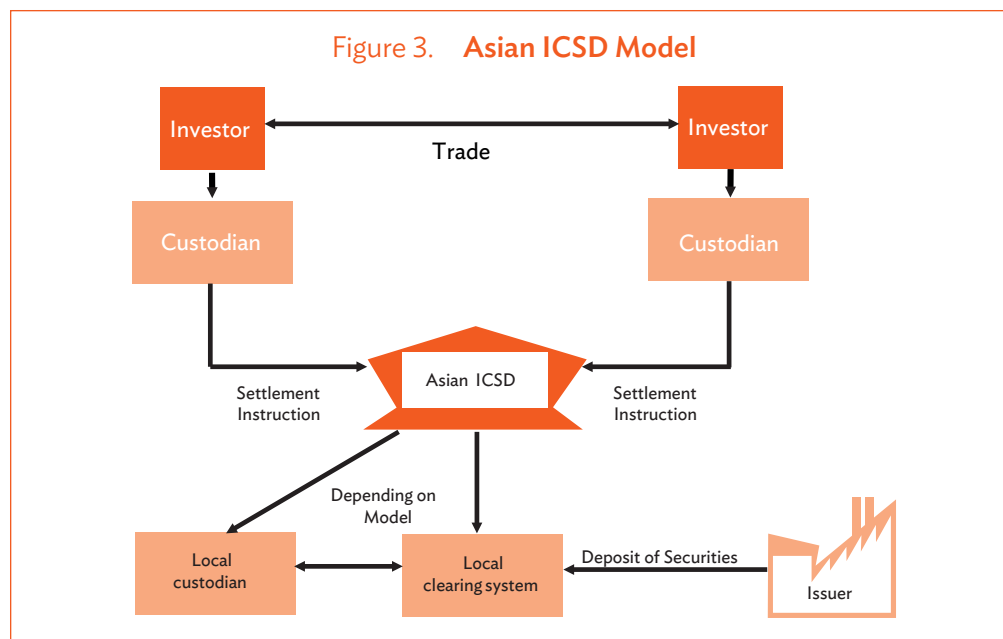 Figure 3. Asian ICSD Model
Investor
Investor
Trade
Custodian
Custodian
Asian ICSD
Settlement
Instruction
Settlement
Instruction
Depending on
Model
Local
custodian
Local
clearing system
Deposit of Securities
Issuer